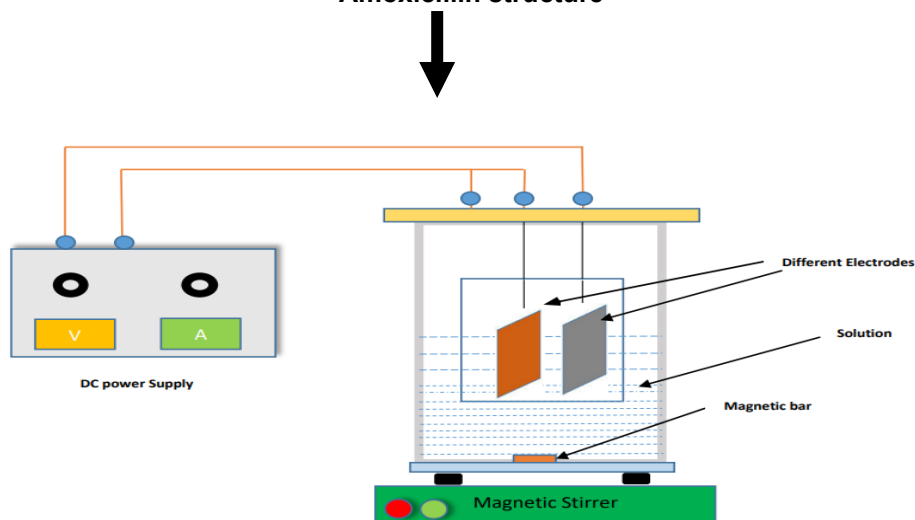 Different Electrodes
V
A
Solution
DC power Supply
Magnetic bar
Magnetic Stirrer